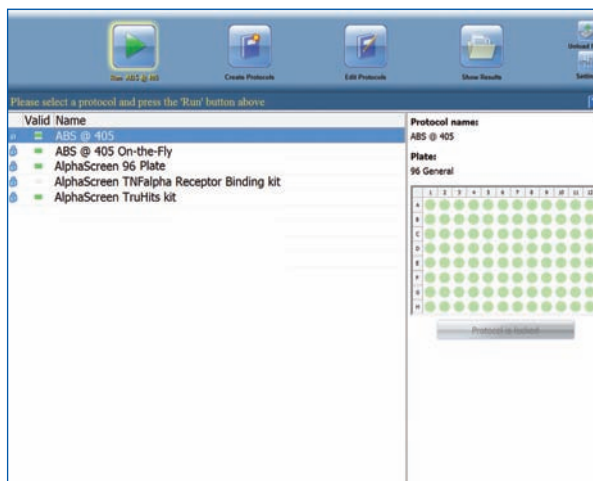 Run ABS @ 405
Create Protocols
Edit Protocols
Show Results
Unload
Please select a protocol and press the 'Run' button above
Valid Name
ABS @ 405
ABS @ 405 On-the-Fly
AlphaScreen 96 Plate
AlphaScreen TNFalpha Receptor Binding kit
AlphaScreen TruHits kit
Protocol name:
ABS @ 405
Plate:
96 General
1 2 3 4 5 6 7 8 9 10 11 12
A
B
C
D
E
F
G
H
Protocol is locked